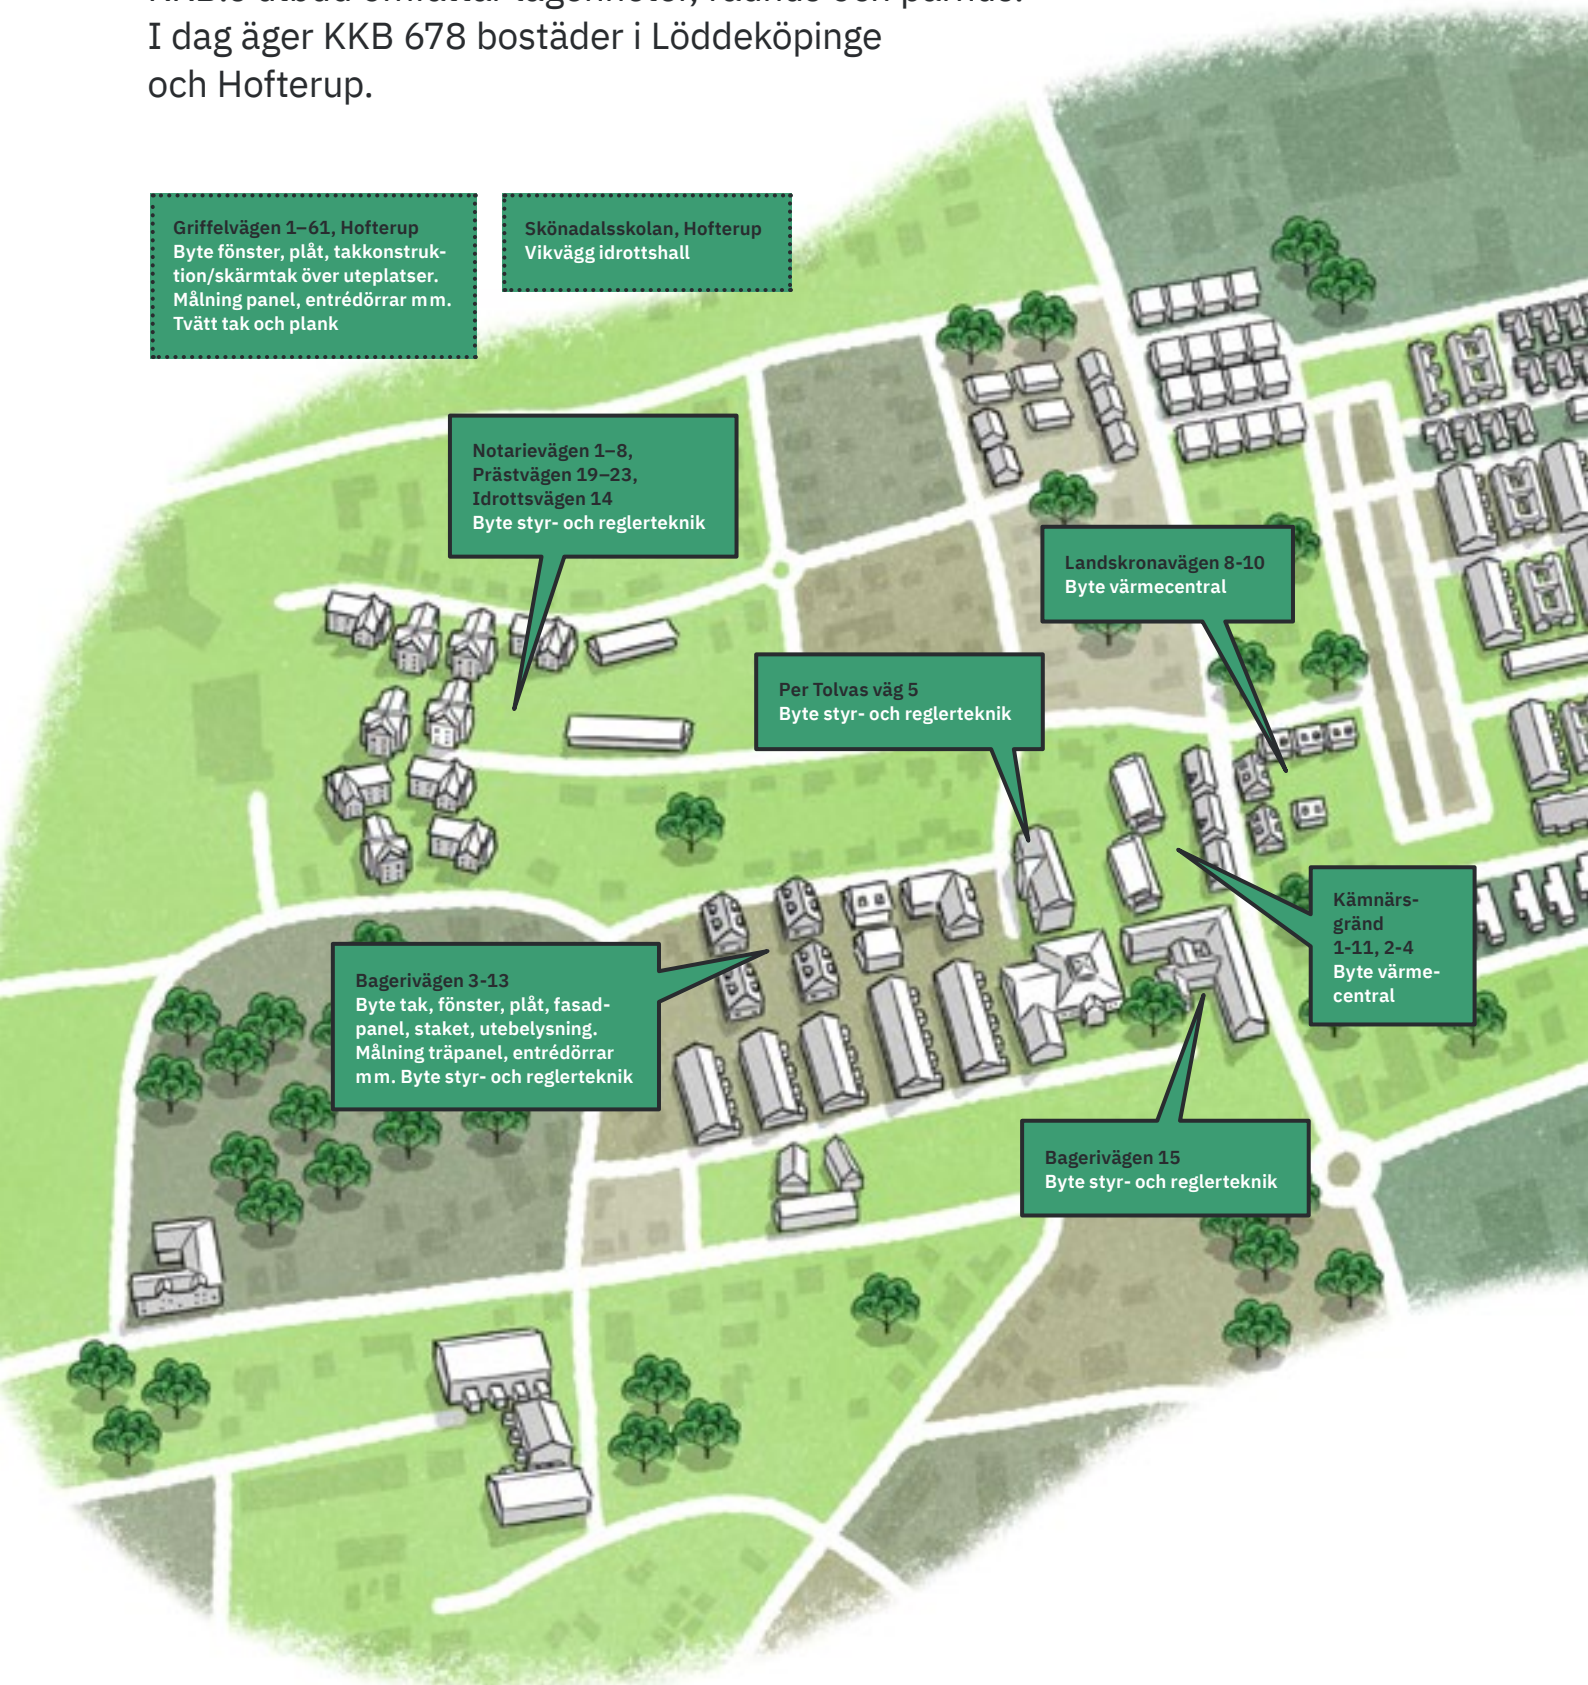 I dag äger KKB 678 bostäder i Löddeköpinge
och Hofterup.
Griffelvägen 1–61, Hofterup
Byte fönster, plåt, takkonstruk-
tion/skärmtak över uteplatser.
Målning panel, entrédörrar mm.
Tvätt tak och plank
Skönadalsskolan, Hofterup
Vikvägg idrottshall
Notarievägen 1–8,
Prästvägen 19–23,
Idrottsvägen 14
Byte styr- och reglerteknik
Landskronavägen 8-10
Byte värmecentral
Per Tolvas väg 5
Byte styr- och reglerteknik
Kämnärs-
gränd
1-11, 2-4
Byte värme-
central
Bagerivägen 3-13
Byte tak, fönster, plåt, fasad-
panel, staket, utebelysning.
Målning träpanel, entrédörrar
mm. Byte styr- och reglerteknik
Bagerivägen 15
Byte styr- och reglerteknik